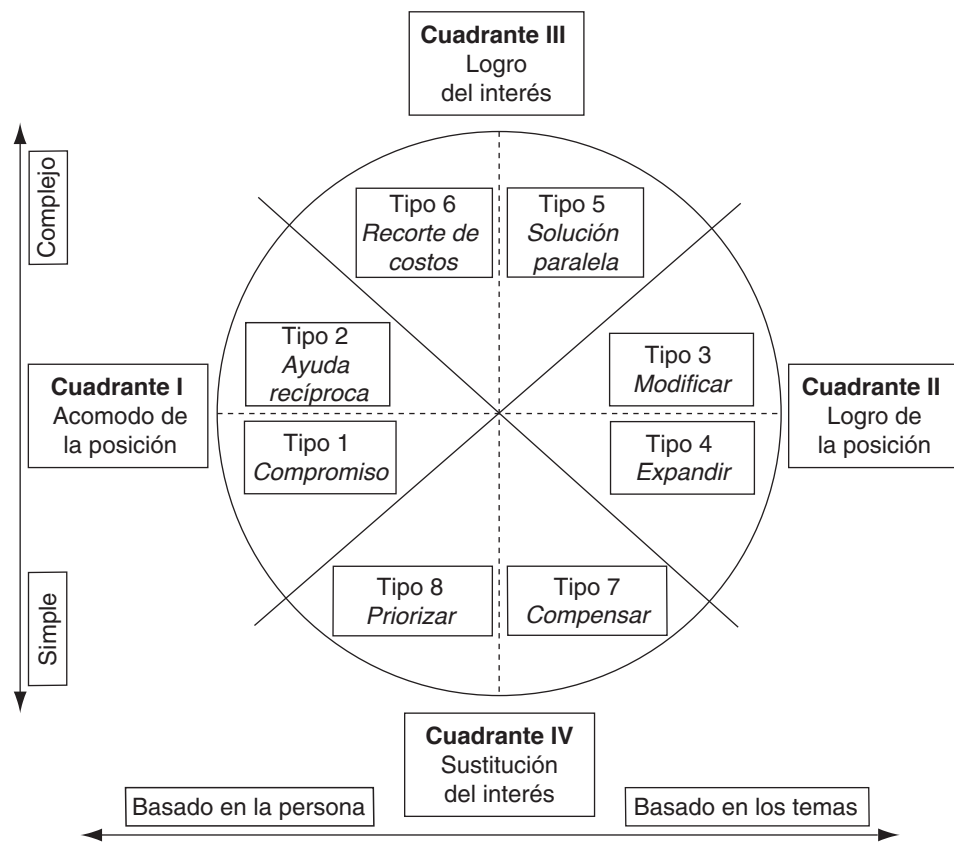 Cuadrante III
Logro
del interés
Complejo
Tipo 6
Recorte de
costos
Tipo 5
Solución
paralela
Tipo 2
Ayuda
recíproca
Tipo 3
Modificar
Cuadrante I
Acomodo de
la posición
Cuadrante II
Logro de
la posición
Tipo 1
Compromiso
Tipo 4
Expandir
Simple
Tipo 8
Priorizar
Tipo 7
Compensar
Cuadrante IV
Sustitución
del interés
Basado en la persona
Basado en los temas